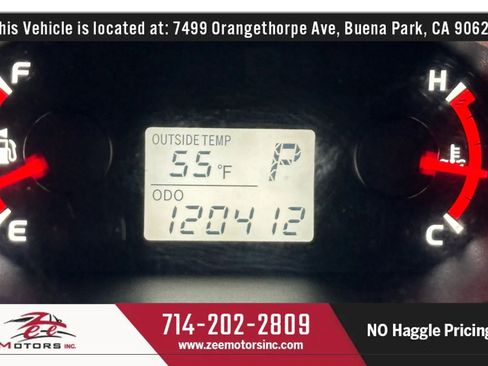 his Vehicle is located at: 7499 Orangethorpe Ave, Buena Park, CA 9062
F
H
OUTSIDE TEMP
55 °F
P
ODO
120412
E
C
Zee
MOTORS INC.
714-202-2809
www.zeemotorsinc.com
NO Haggle Pricing